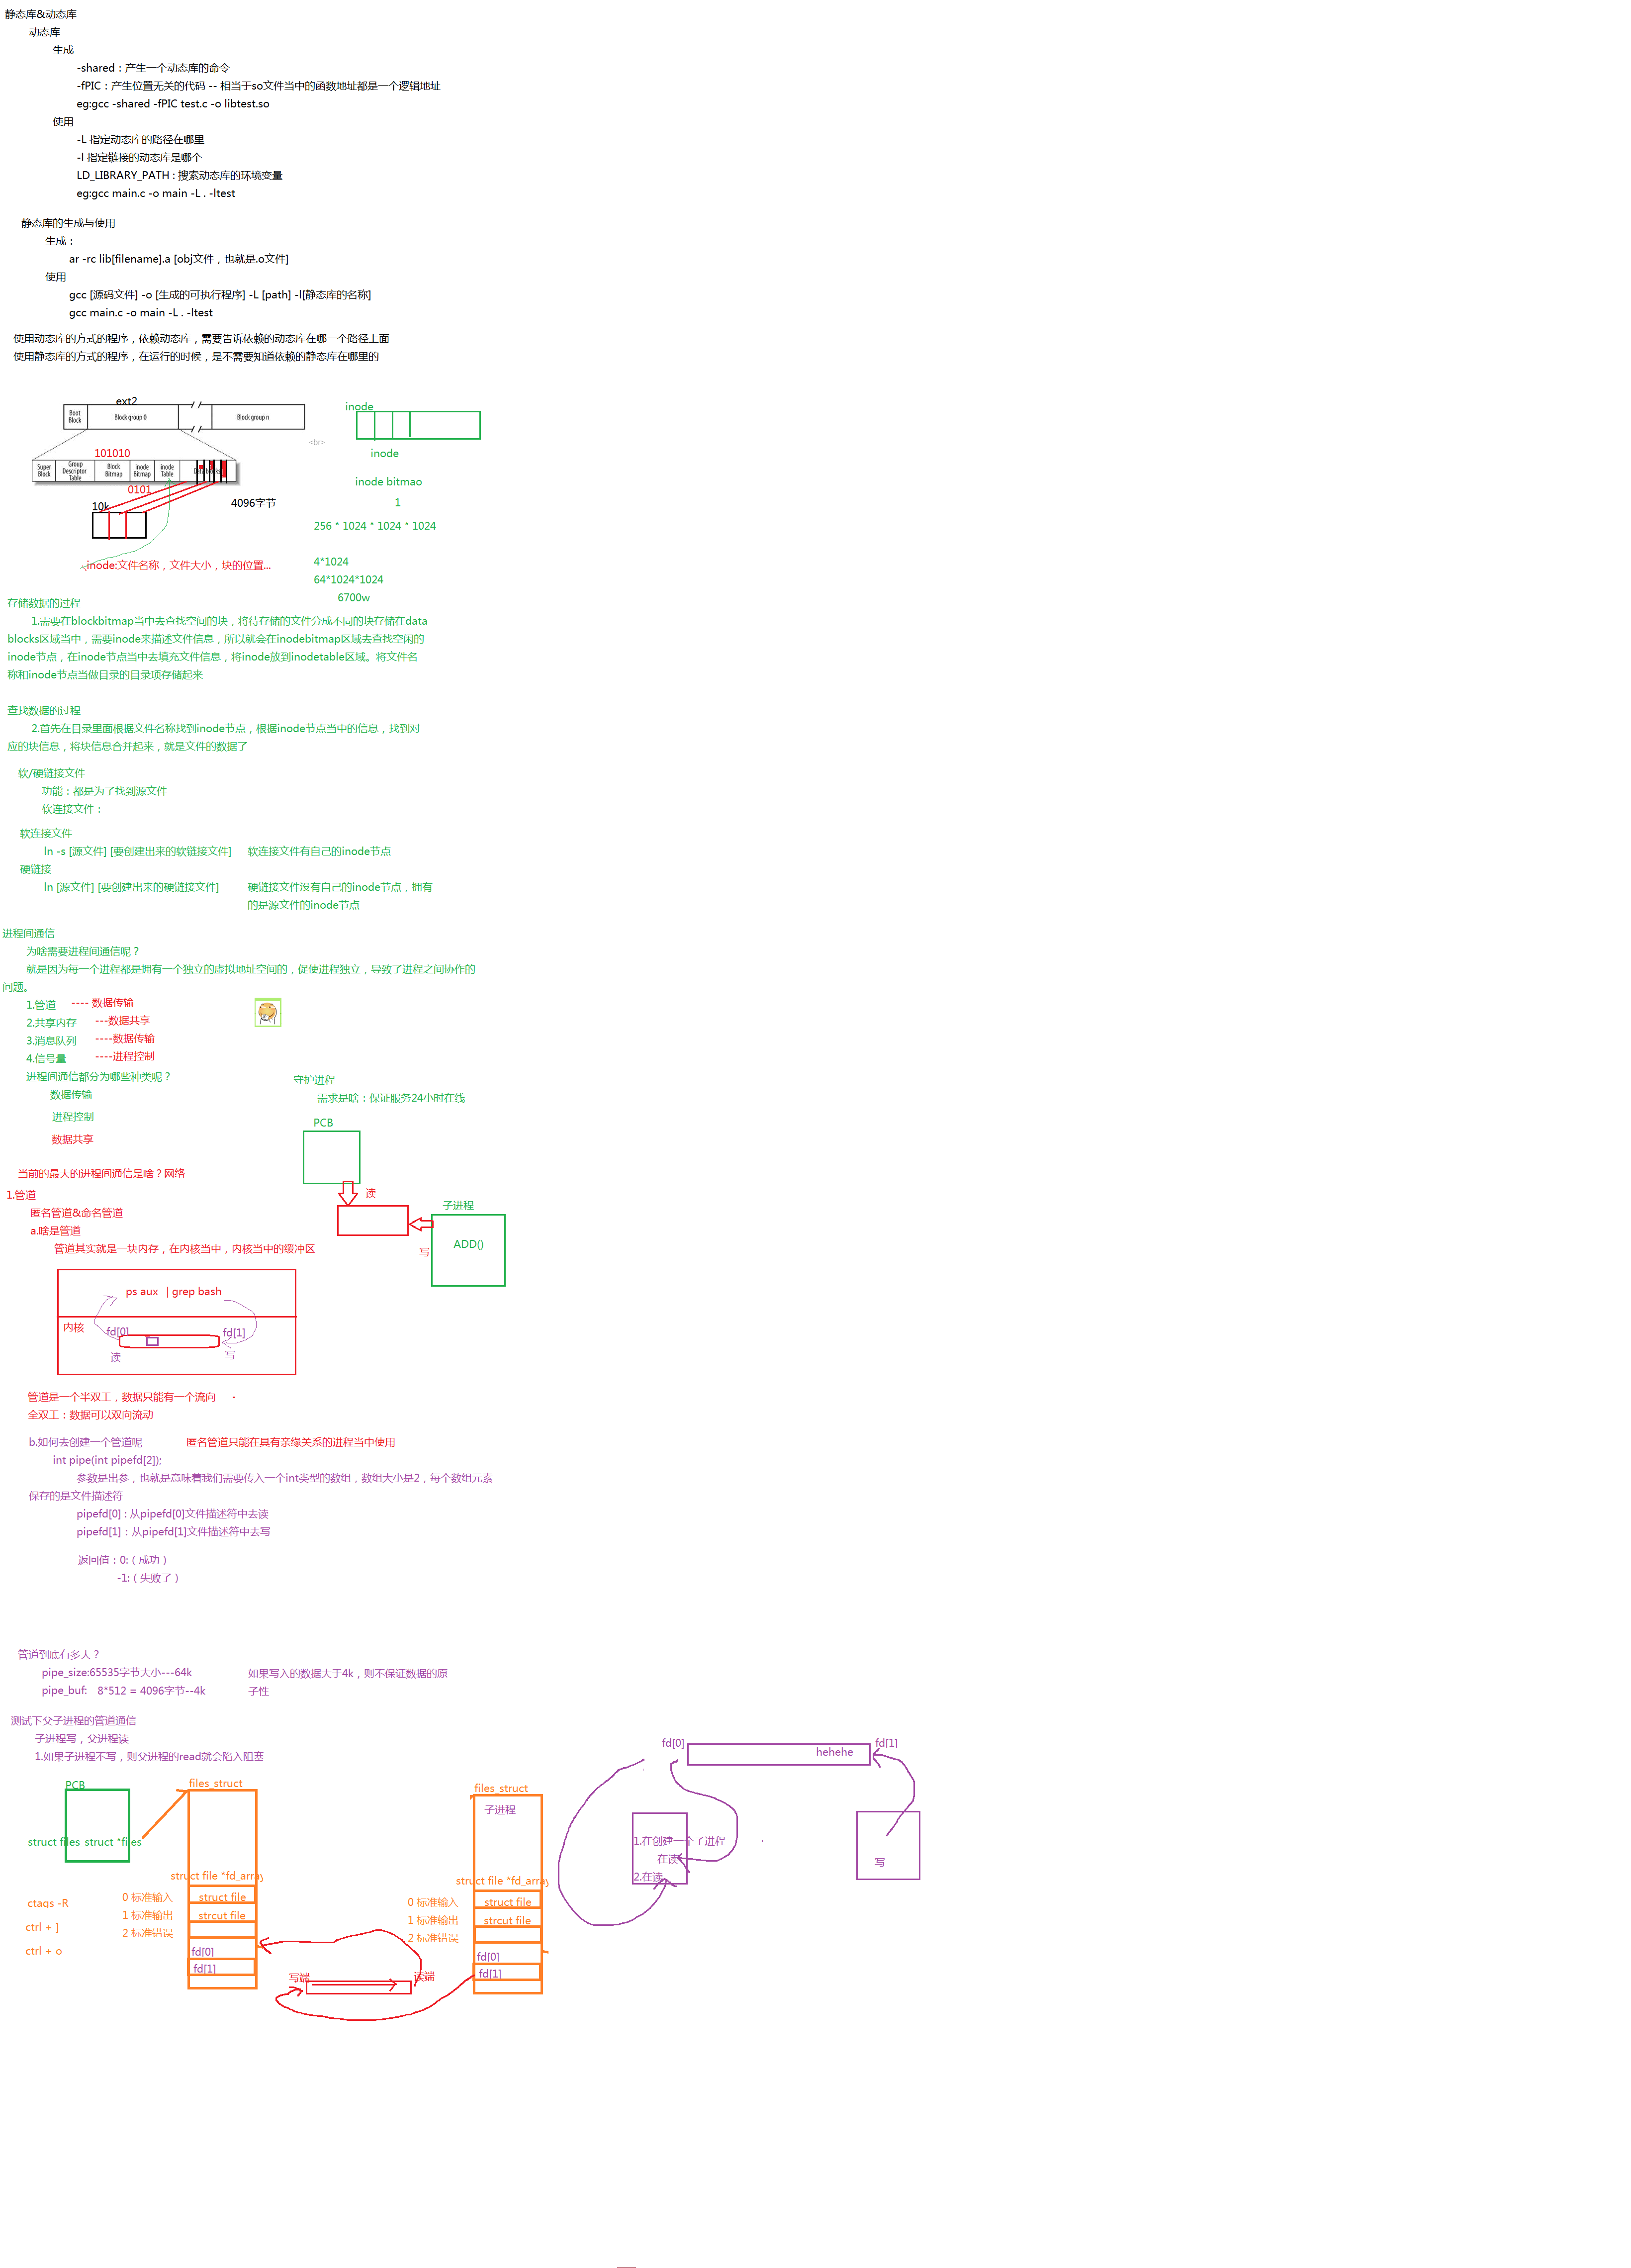 静态库&动态库
动态库
生成
-shared：产生一个动态库的命令
-fPIC：产生位置无关的代码 -- 相当于so文件当中的函数地址都是一个逻辑地址
eg:gcc -shared -fPIC test.c -o libtest.so
使用
-L 指定动态库的路径在哪里
-l 指定链接的动态库是哪个
LD_LIBRARY_PATH : 搜索动态库的环境变量
eg:gcc main.c -o main -L . -ltest
静态库的生成与使用
生成：
ar -rc lib[filename].a [obj文件，也就是.o文件]
使用
gcc [源码文件] -o [生成的可执行程序] -L [path] -l[静态库的名称]
gcc main.c -o main -L . -ltest
使用动态库的方式的程序，依赖动态库，需要告诉依赖的动态库在哪一个路径上面
使用静态库的方式的程序，在运行的时候，是不需要知道依赖的静态库在哪里的
ext2
Boot Block
Block group 0
Block group n
<br>
101010
Super Block
Group Descriptor Table
Block Bitmap
inode Bitmap
inode Table
0101
10k
4096字节
inode:文件名称，文件大小，块的位置...
inode
inode
inode bitmao
1
256 * 1024 * 1024 * 1024
4*1024
64*1024*1024
6700w
存储数据的过程
1.需要在blockbitmap当中去查找空间的块，将待存储的文件分成不同的块存储在data
blocks区域当中，需要inode来描述文件信息，所以就会在inodebitmap区域去查找空闲的
inode节点，在inode节点当中去填充文件信息，将inode放到inodetable区域。将文件名
称和inode节点当做目录的目录项存储起来
查找数据的过程
2.首先在目录里面根据文件名称找到inode节点，根据inode节点当中的信息，找到对
应的块信息，将块信息合并起来，就是文件的数据了
软/硬链接文件
功能：都是为了找到源文件
软连接文件：
软连接文件
ln -s [源文件] [要创建出来的软链接文件]
软连接文件有自己的inode节点
硬链接
ln [源文件] [要创建出来的硬链接文件]
硬链接文件没有自己的inode节点，拥有
的是源文件的inode节点
进程间通信
为啥需要进程间通信呢？
就是因为每一个进程都是拥有一个独立的虚拟地址空间的，促使进程独立，导致了进程之间协作的
问题。
1.管道 ---- 数据传输
2.共享内存 ---数据共享
3.消息队列 ----数据传输
4.信号量 ----进程控制
进程间通信都分为哪些种类呢？
数据传输
进程控制
数据共享
守护进程
需求是啥：保证服务24小时在线
PCB
读
子进程
写
ADD()
当前的最大的进程间通信是啥？网络
1.管道
匿名管道&命名管道
a.啥是管道
管道其实就是一块内存，在内核当中，内核当中的缓冲区
ps aux | grep bash
内核
fd[0]
fd[1]
读
写
管道是一个半双工，数据只能有一个流向
全双工：数据可以双向流动
b.如何去创建一个管道呢
匿名管道只能在具有亲缘关系的进程当中使用
int pipe(int pipefd[2]);
参数是出参，也就是意味着我们需要传入一个int类型的数组，数组大小是2，每个数组元素
保存的是文件描述符
pipefd[0] : 从pipefd[0]文件描述符中去读
pipefd[1]：从pipefd[1]文件描述符中去写
返回值：0:（成功）
-1:（失败了）
管道到底有多大？
pipe_size:65535字节大小---64k
pipe_buf: 8*512 = 4096字节--4k
如果写入的数据大于4k，则不保证数据的原
子性
测试下父子进程的管道通信
子进程写，父进程读
1.如果子进程不写，则父进程的read就会陷入阻塞
PCB
struct files_struct *files
files_struct
struct file *fd_array
0 标准输入
struct file
1 标准输出
strcut file
2 标准错误
fd[0]
fd[1]
ctags -R
ctrl + ]
ctrl + o
写端
读端
files_struct
子进程
struct file *fd_array
0 标准输入
struct file
1 标准输出
strcut file
2 标准错误
fd[0]
fd[1]
fd[0]
hehehe
fd[1]
1.在创建一个子进程
在读
2.在读
写